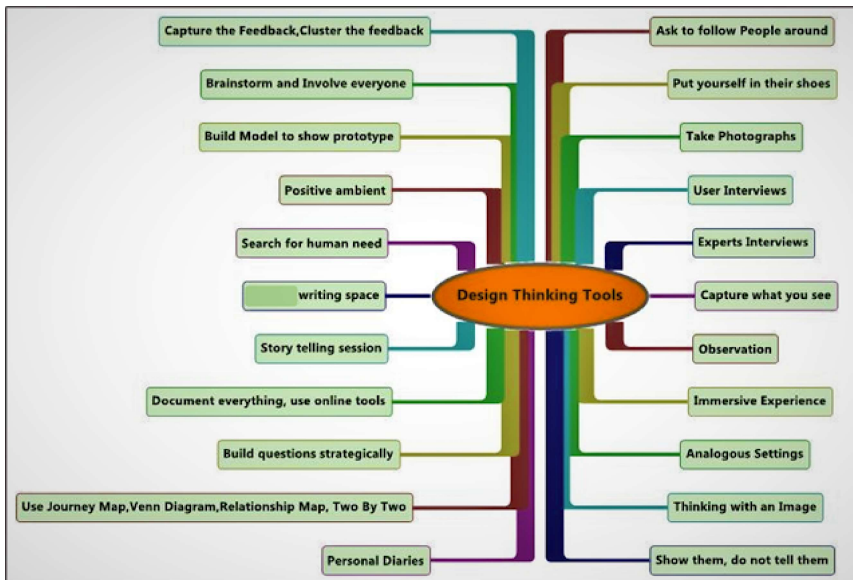 Capture the Feedback,Cluster the feedback
Brainstorm and Involve everyone
Build Model to show prototype
Positive ambient
Search for human need
writing space
Story telling session
Document everything, use online tools
Build questions strategically
Use Journey Map,Venn Diagram,Relationship Map, Two By Two
Personal Diaries
Design Thinking Tools
Ask to follow People around
Put yourself in their shoes
Take Photographs
User Interviews
Experts Interviews
Capture what you see
Observation
Immersive Experience
Analogous Settings
Thinking with an Image
Show them, do not tell them